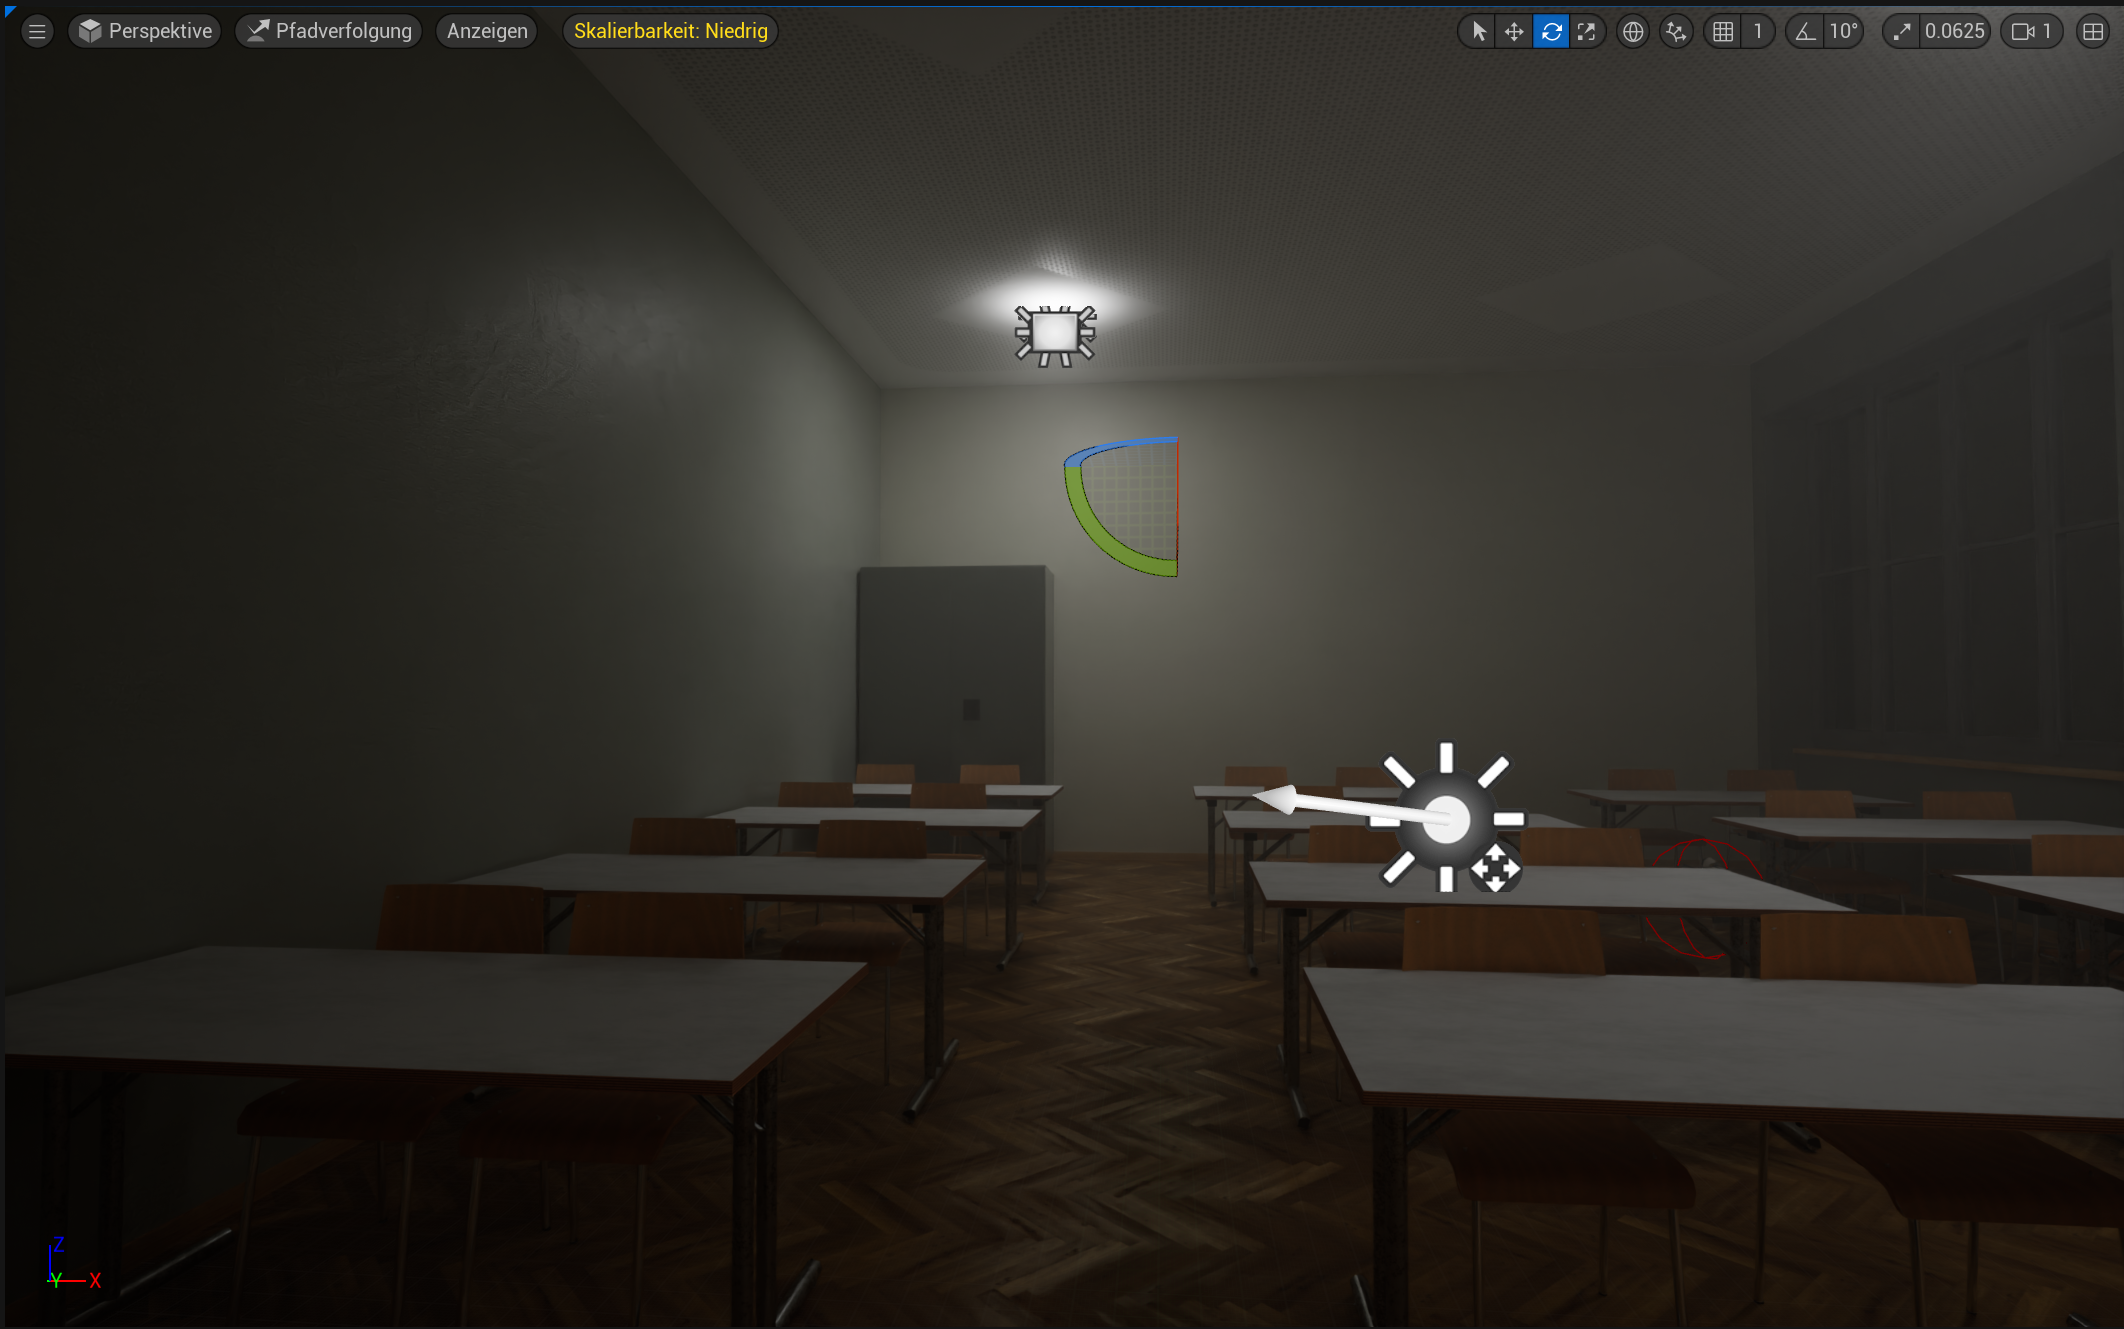 Perspektive Pfadverfolgung Anzeigen Skalierbarkeit: Niedrig 1 10° 0.0625 1
Z
Y X